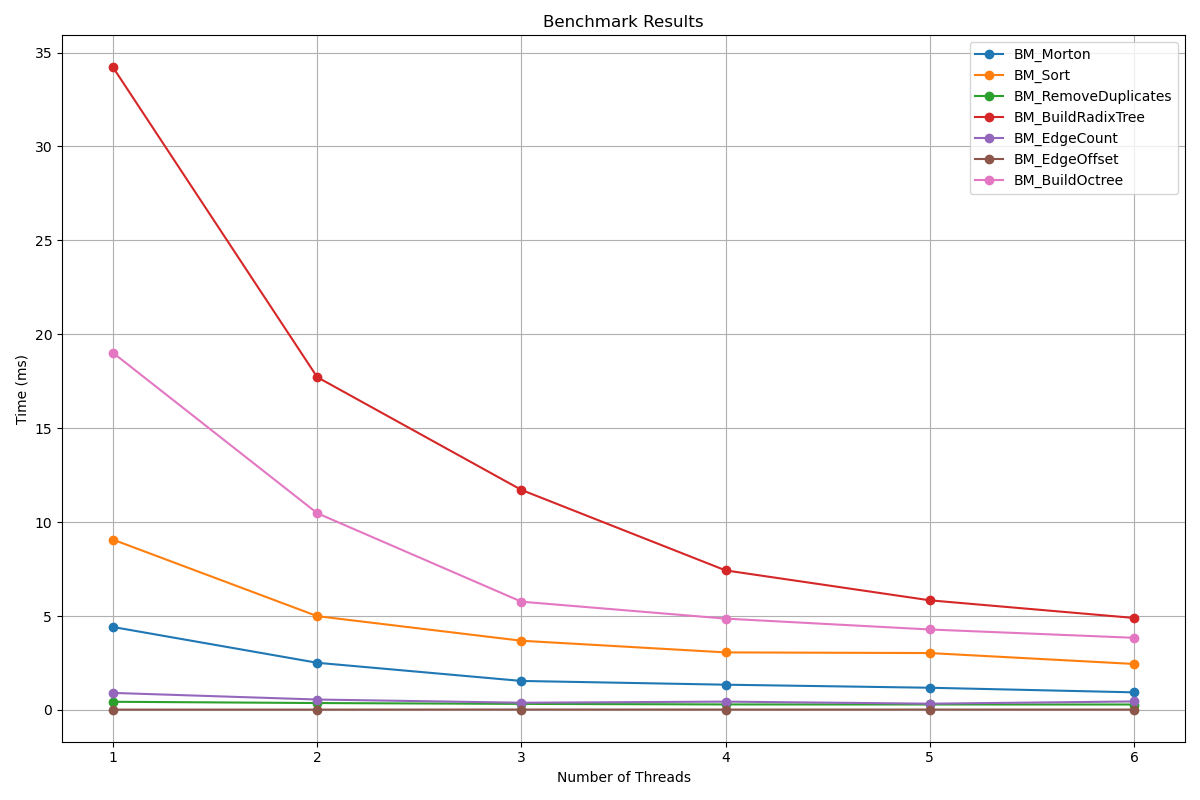 Benchmark Results
BM_Morton
BM_Sort
BM_RemoveDuplicates
BM_BuildRadixTree
BM_EdgeCount
BM_EdgeOffset
BM_BuildOctree
35
30
25
20
15
10
5
0
Time (ms)
1 2 3 4 5 6
Number of Threads